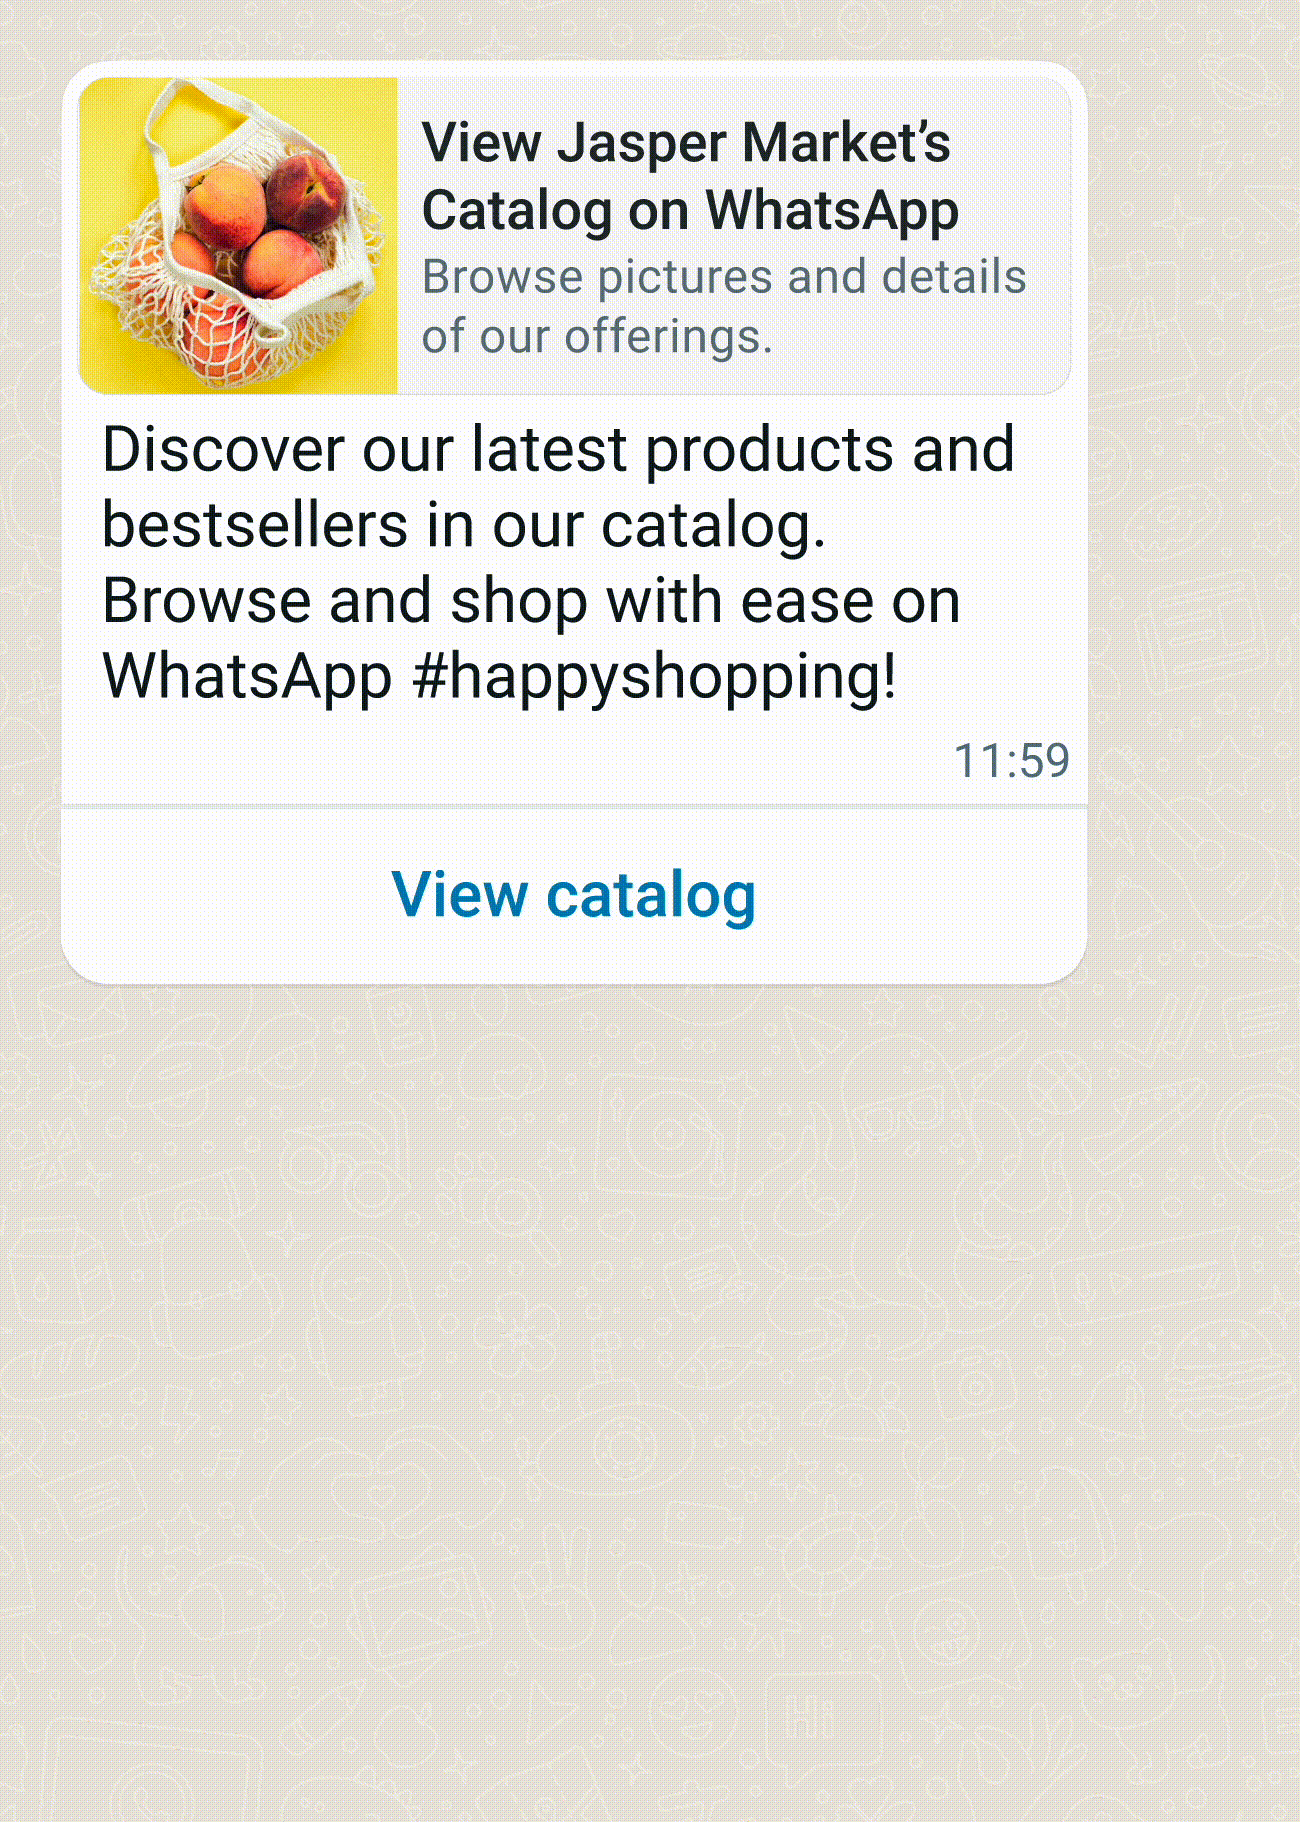 View Jasper Market’s
Catalog on WhatsApp
Browse pictures and details
of our offerings.
Discover our latest products and
bestsellers in our catalog.
Browse and shop with ease on
WhatsApp #happyshopping!
11:59
View catalog
Hi